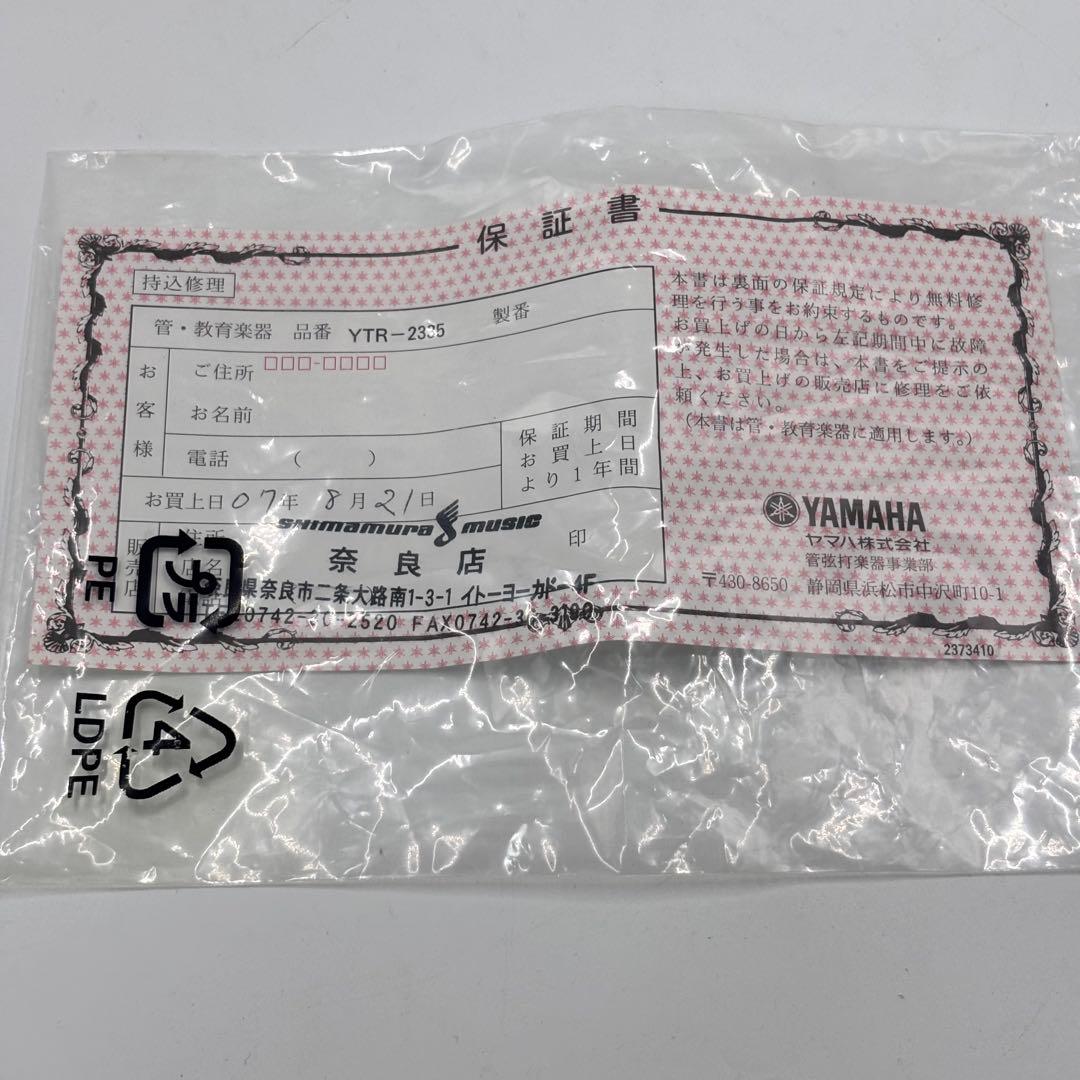 保証書
持込修理
管・教育楽器 品番 YTR-2335 製番
お客様
ご住所
お名前
電話 ( )
保証期間
お買上日
より1年間
お買上日 07年 8月 21日
販売店
住所
店名
印
shimamura music
奈良店
県奈良市二条大路南1-3-1 イトーヨーカドー4F
2520 FAX0742-3
本書は裏面の保証規定により無料修
理を行う事をお約束するものです。
お買上げの日から左記期間中に故障
が発生した場合は、本書をご提示の
上、お買上げの販売店に修理をご依
頼ください。
(本書は管・教育楽器に適用します。)
YAMAHA
ヤマハ株式会社
管弦打楽器事業部
〒430-8650 静岡県浜松市中沢町10-1
2373410
プラ
PE
4
LDPE